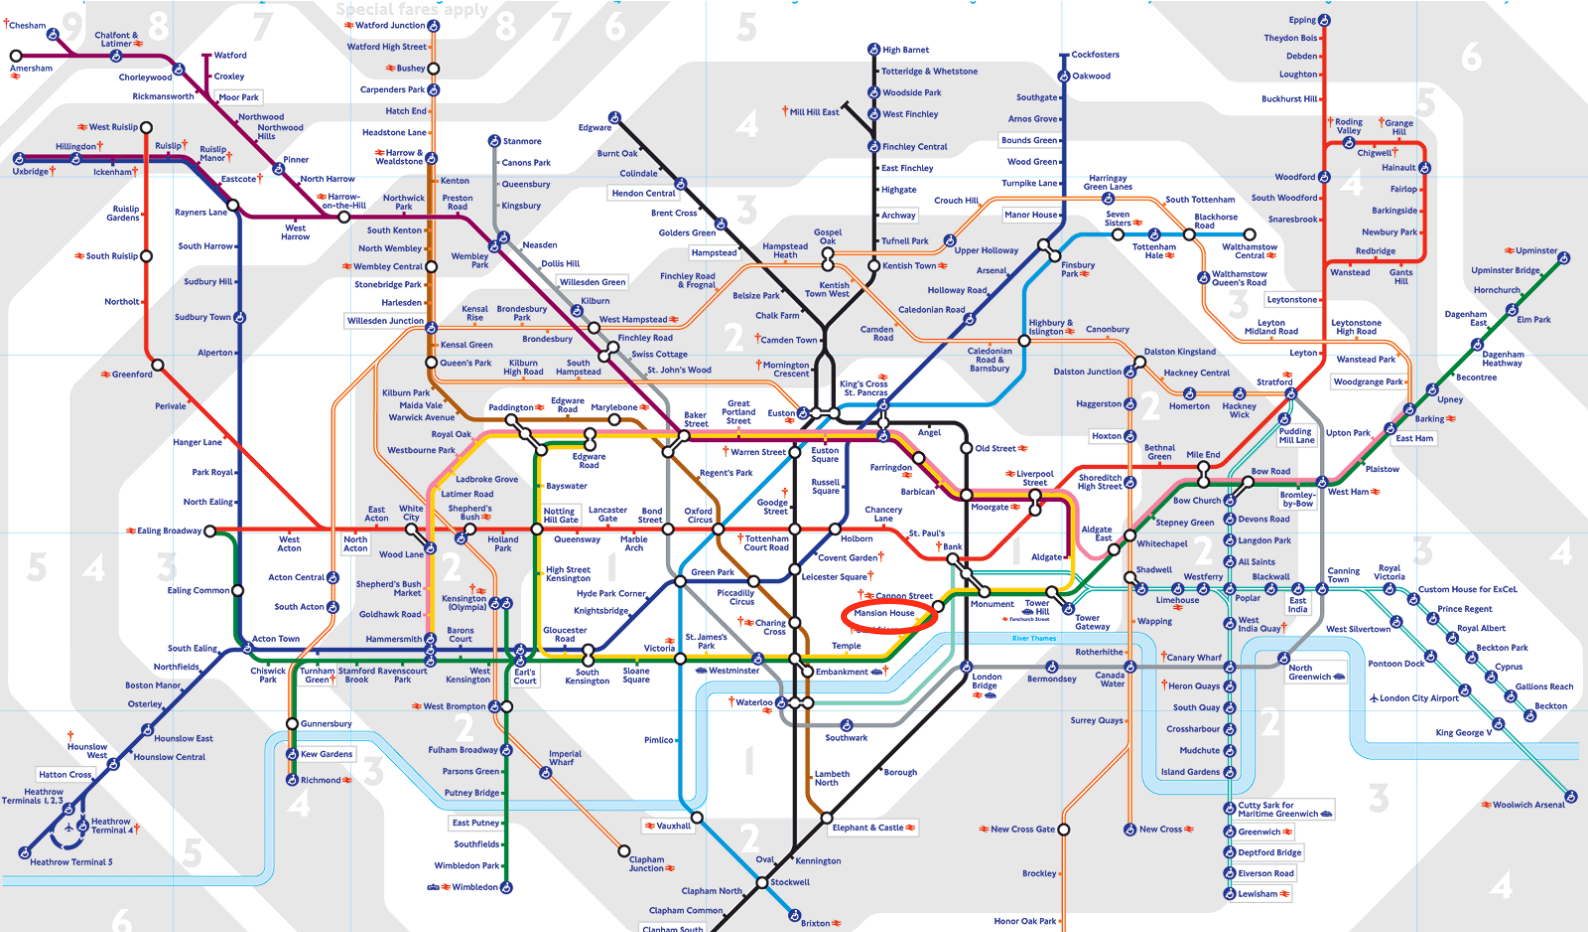 Special fares apply
9
8
7
8
7
6
5
6
Chesham
Chalfont &
Latimer
Amersham
Chorleywood
Rickmansworth
Watford
Croxley
Moor Park
Northwood
Northwood
Hills
Pinner
North Harrow
Harrow-
on-the-Hill
West Ruislip
Hillingdon
Uxbridge
Ickenham
Ruislip
Ruislip
Manor
Eastcote
Rayners Lane
West
Harrow
Ruislip
Gardens
South Ruislip
Northolt
Greenford
Perivale
Hanger Lane
South Harrow
Sudbury Hill
Sudbury Town
Alperton
Park Royal
North Ealing
Ealing Broadway
Ealing Common
West
Acton
North
Acton
East
Acton
White
City
Wood Lane
Shepherd's
Bush
Holland
Park
Watford Junction
Watford High Street
Bushey
Carpenders Park
Hatch End
Headstone Lane
Harrow &
Wealdstone
Kenton
Northwick
Park
Preston
Road
South Kenton
North Wembley
Wembley Central
Stonebridge Park
Harlesden
Willesden Junction
Kensal Green
Queen's Park
Kilburn Park
Maida Vale
Warwick Avenue
Royal Oak
Westbourne Park
Ladbroke Grove
Latimer Road
Stanmore
Canons Park
Queensbury
Kingsbury
Wembley
Park
Neasden
Dollis Hill
Willesden Green
Kilburn
West Hampstead
Finchley Road
Swiss Cottage
St. John's Wood
Kensal
Rise
Brondesbury
Park
Brondesbury
Kilburn
High Road
South
Hampstead
Finchley Road
& Frognal
Hampstead
Heath
Gospel
Oak
Kentish
Town West
Edgware
Burnt Oak
Colindale
Hendon Central
Brent Cross
Golders Green
Hampstead
Belsize Park
Chalk Farm
Camden Town
Mornington
Crescent
Euston
High Barnet
Totteridge & Whetstone
Woodside Park
West Finchley
Mill Hill East
Finchley Central
East Finchley
Highgate
Archway
Tufnell Park
Kentish Town
Cockfosters
Oakwood
Southgate
Arnos Grove
Bounds Green
Wood Green
Turnpike Lane
Manor House
Crouch Hill
Harringay
Green Lanes
Upper Holloway
Seven
Sisters
South Tottenham
Blackhorse
Road
Tottenham
Hale
Walthamstow
Central
Walthamstow
Queen's Road
Finsbury
Park
Arsenal
Holloway Road
Caledonian Road
Camden
Road
Caledonian
Road &
Barnsbury
Highbury &
Islington
Canonbury
Dalston Kingsland
Dalston Junction
Hackney Central
Homerton
Hackney
Wick
Haggerston
Hoxton
Shoreditch
High Street
Leyton
Midland Road
Leytonstone
High Road
Wanstead Park
Woodgrange Park
Epping
Theydon Bois
Debden
Loughton
Buckhurst Hill
Roding
Valley
Grange
Hill
Chigwell
Hainault
Fairlop
Barkingside
Newbury Park
Redbridge
Wanstead
Gants
Hill
Woodford
South Woodford
Snaresbrook
Leytonstone
Leyton
Stratford
Pudding
Mill Lane
Upminster
Upminster Bridge
Hornchurch
Elm Park
Dagenham
East
Dagenham
Heathway
Becontree
Upney
Barking
East Ham
Upton Park
Plaistow
West Ham
Bromley-
by-Bow
Bow Road
Bow Church
Mile End
Bethnal
Green
Stepney Green
Whitechapel
Devons Road
Langdon Park
All Saints
Poplar
Blackwall
East
India
Canning
Town
Royal
Victoria
Custom House for ExCeL
Prince Regent
Royal Albert
Beckton Park
Cyprus
Gallions Reach
Beckton
West Silvertown
Pontoon Dock
London City Airport
King George V
Woolwich Arsenal
North
Greenwich
Paddington
Edgware
Road
Marylebone
Edgware
Road
Great
Portland
Street
Baker
Street
Regent's Park
Warren Street
Euston
Square
King's Cross
St. Pancras
Angel
Old Street
Farringdon
Barbican
Moorgate
Liverpool
Street
Aldgate
East
Aldgate
Bayswater
Notting
Hill Gate
Queensway
Lancaster
Gate
Marble
Arch
Bond
Street
Oxford
Circus
Goodge
Street
Tottenham
Court Road
Russell
Square
Holborn
Chancery
Lane
St. Paul's
Bank
Covent Garden
Leicester Square
High Street
Kensington
Hyde Park Corner
Knightsbridge
Green Park
Piccadilly
Circus
Charing
Cross
Cannon Street
Mansion House
Monument
Tower
Hill
Fenchurch Street
Tower
Gateway
Shadwell
Limehouse
Westferry
West
India Quay
Canary Wharf
Heron Quays
South Quay
Crossharbour
Mudchute
Island Gardens
Cutty Sark for
Maritime Greenwich
Greenwich
Deptford Bridge
Elverson Road
Lewisham
Wapping
Rotherhithe
Canada
Water
Surrey Quays
New Cross Gate
New Cross
Brockley
Honor Oak Park
River Thames
Bermondsey
London
Bridge
Southwark
Waterloo
Embankment
Temple
Westminster
St. James's
Park
Victoria
Sloane
Square
South
Kensington
Gloucester
Road
Earl's
Court
West
Kensington
Barons
Court
Hammersmith
Goldhawk Road
Shepherd's Bush
Market
Kensington
(Olympia)
Acton Central
South Acton
Acton Town
South Ealing
Northfields
Boston Manor
Osterley
Hounslow East
Hounslow Central
Hounslow
West
Hatton Cross
Heathrow
Terminals 1, 2, 3
Heathrow
Terminal 4
Heathrow Terminal 5
Chiswick
Park
Turnham
Green
Stamford
Brook
Ravenscourt
Park
Gunnersbury
Kew Gardens
Richmond
West Brompton
Fulham Broadway
Parsons Green
Putney Bridge
East Putney
Southfields
Wimbledon Park
Wimbledon
Imperial
Wharf
Clapham
Junction
Pimlico
Vauxhall
Lambeth
North
Elephant & Castle
Borough
Kennington
Oval
Stockwell
Clapham North
Clapham Common
Clapham South
Brixton